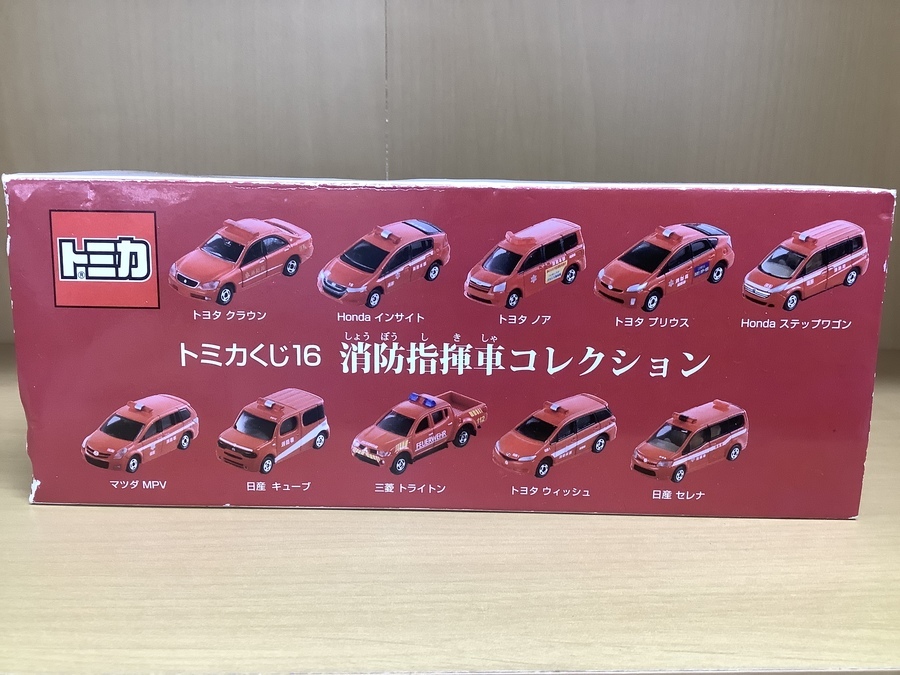 トミカ
トヨタ クラウン
Honda インサイト
トヨタ ノア
トヨタ プリウス
Honda ステップワゴン
しょう ぼう し き しゃ
トミカくじ16 消防指揮車コレクション
マツダ MPV
日産 キューブ
三菱 トライトン
トヨタ ウィッシュ
日産 セレナ
FEUERWEHR
112